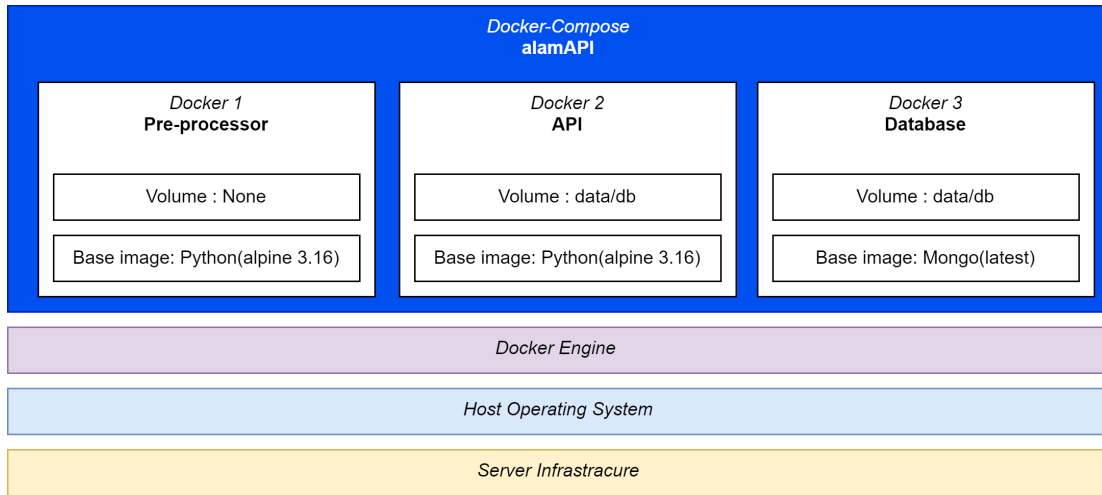 Docker-Compose
alamAPI
Docker 1
Pre-processor
Volume : None
Base image: Python(alpine 3.16)
Docker 2
API
Volume : data/db
Base image: Python(alpine 3.16)
Docker 3
Database
Volume : data/db
Base image: Mongo(latest)
Docker Engine
Host Operating System
Server Infrastracure